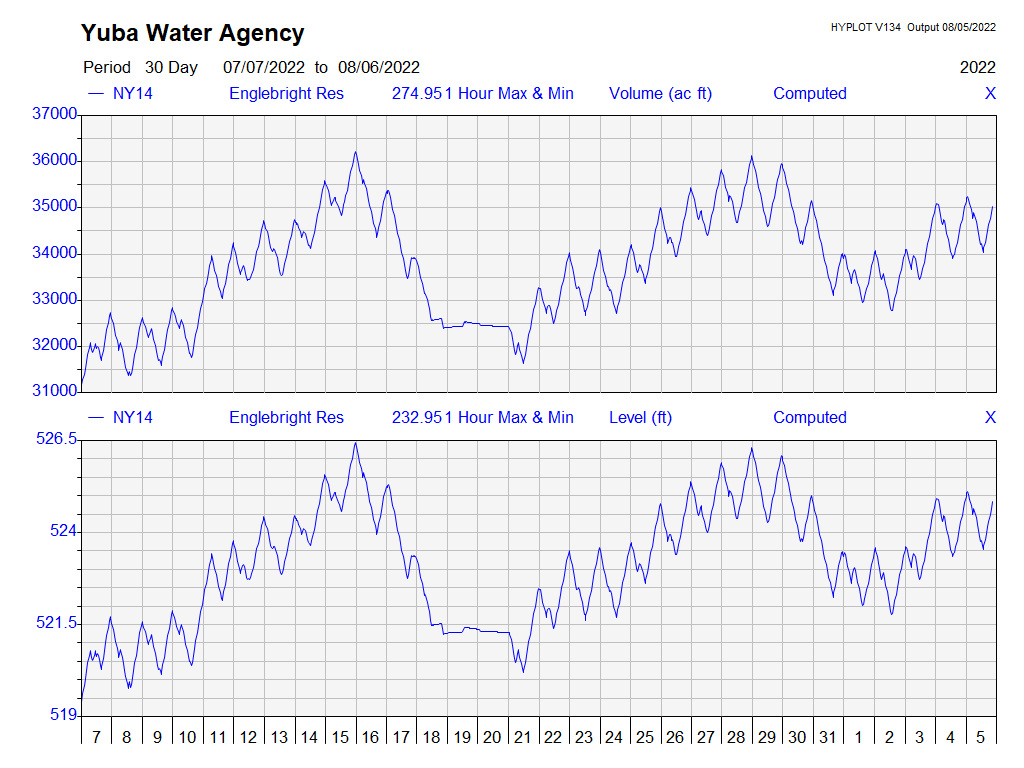 Yuba Water Agency
HYPLOT V134 Output 08/05/2022
Period 30 Day 07/07/2022 to 08/06/2022 2022
NY14 Englebright Res 274.951 Hour Max & Min Volume (ac ft) Computed X
37000
36000
35000
34000
33000
32000
31000
NY14 Englebright Res 232.951 Hour Max & Min Level (ft) Computed X
526.5
524
521.5
519
7 8 9 10 11 12 13 14 15 16 17 18 19 20 21 22 23 24 25 26 27 28 29 30 31 1 2 3 4 5